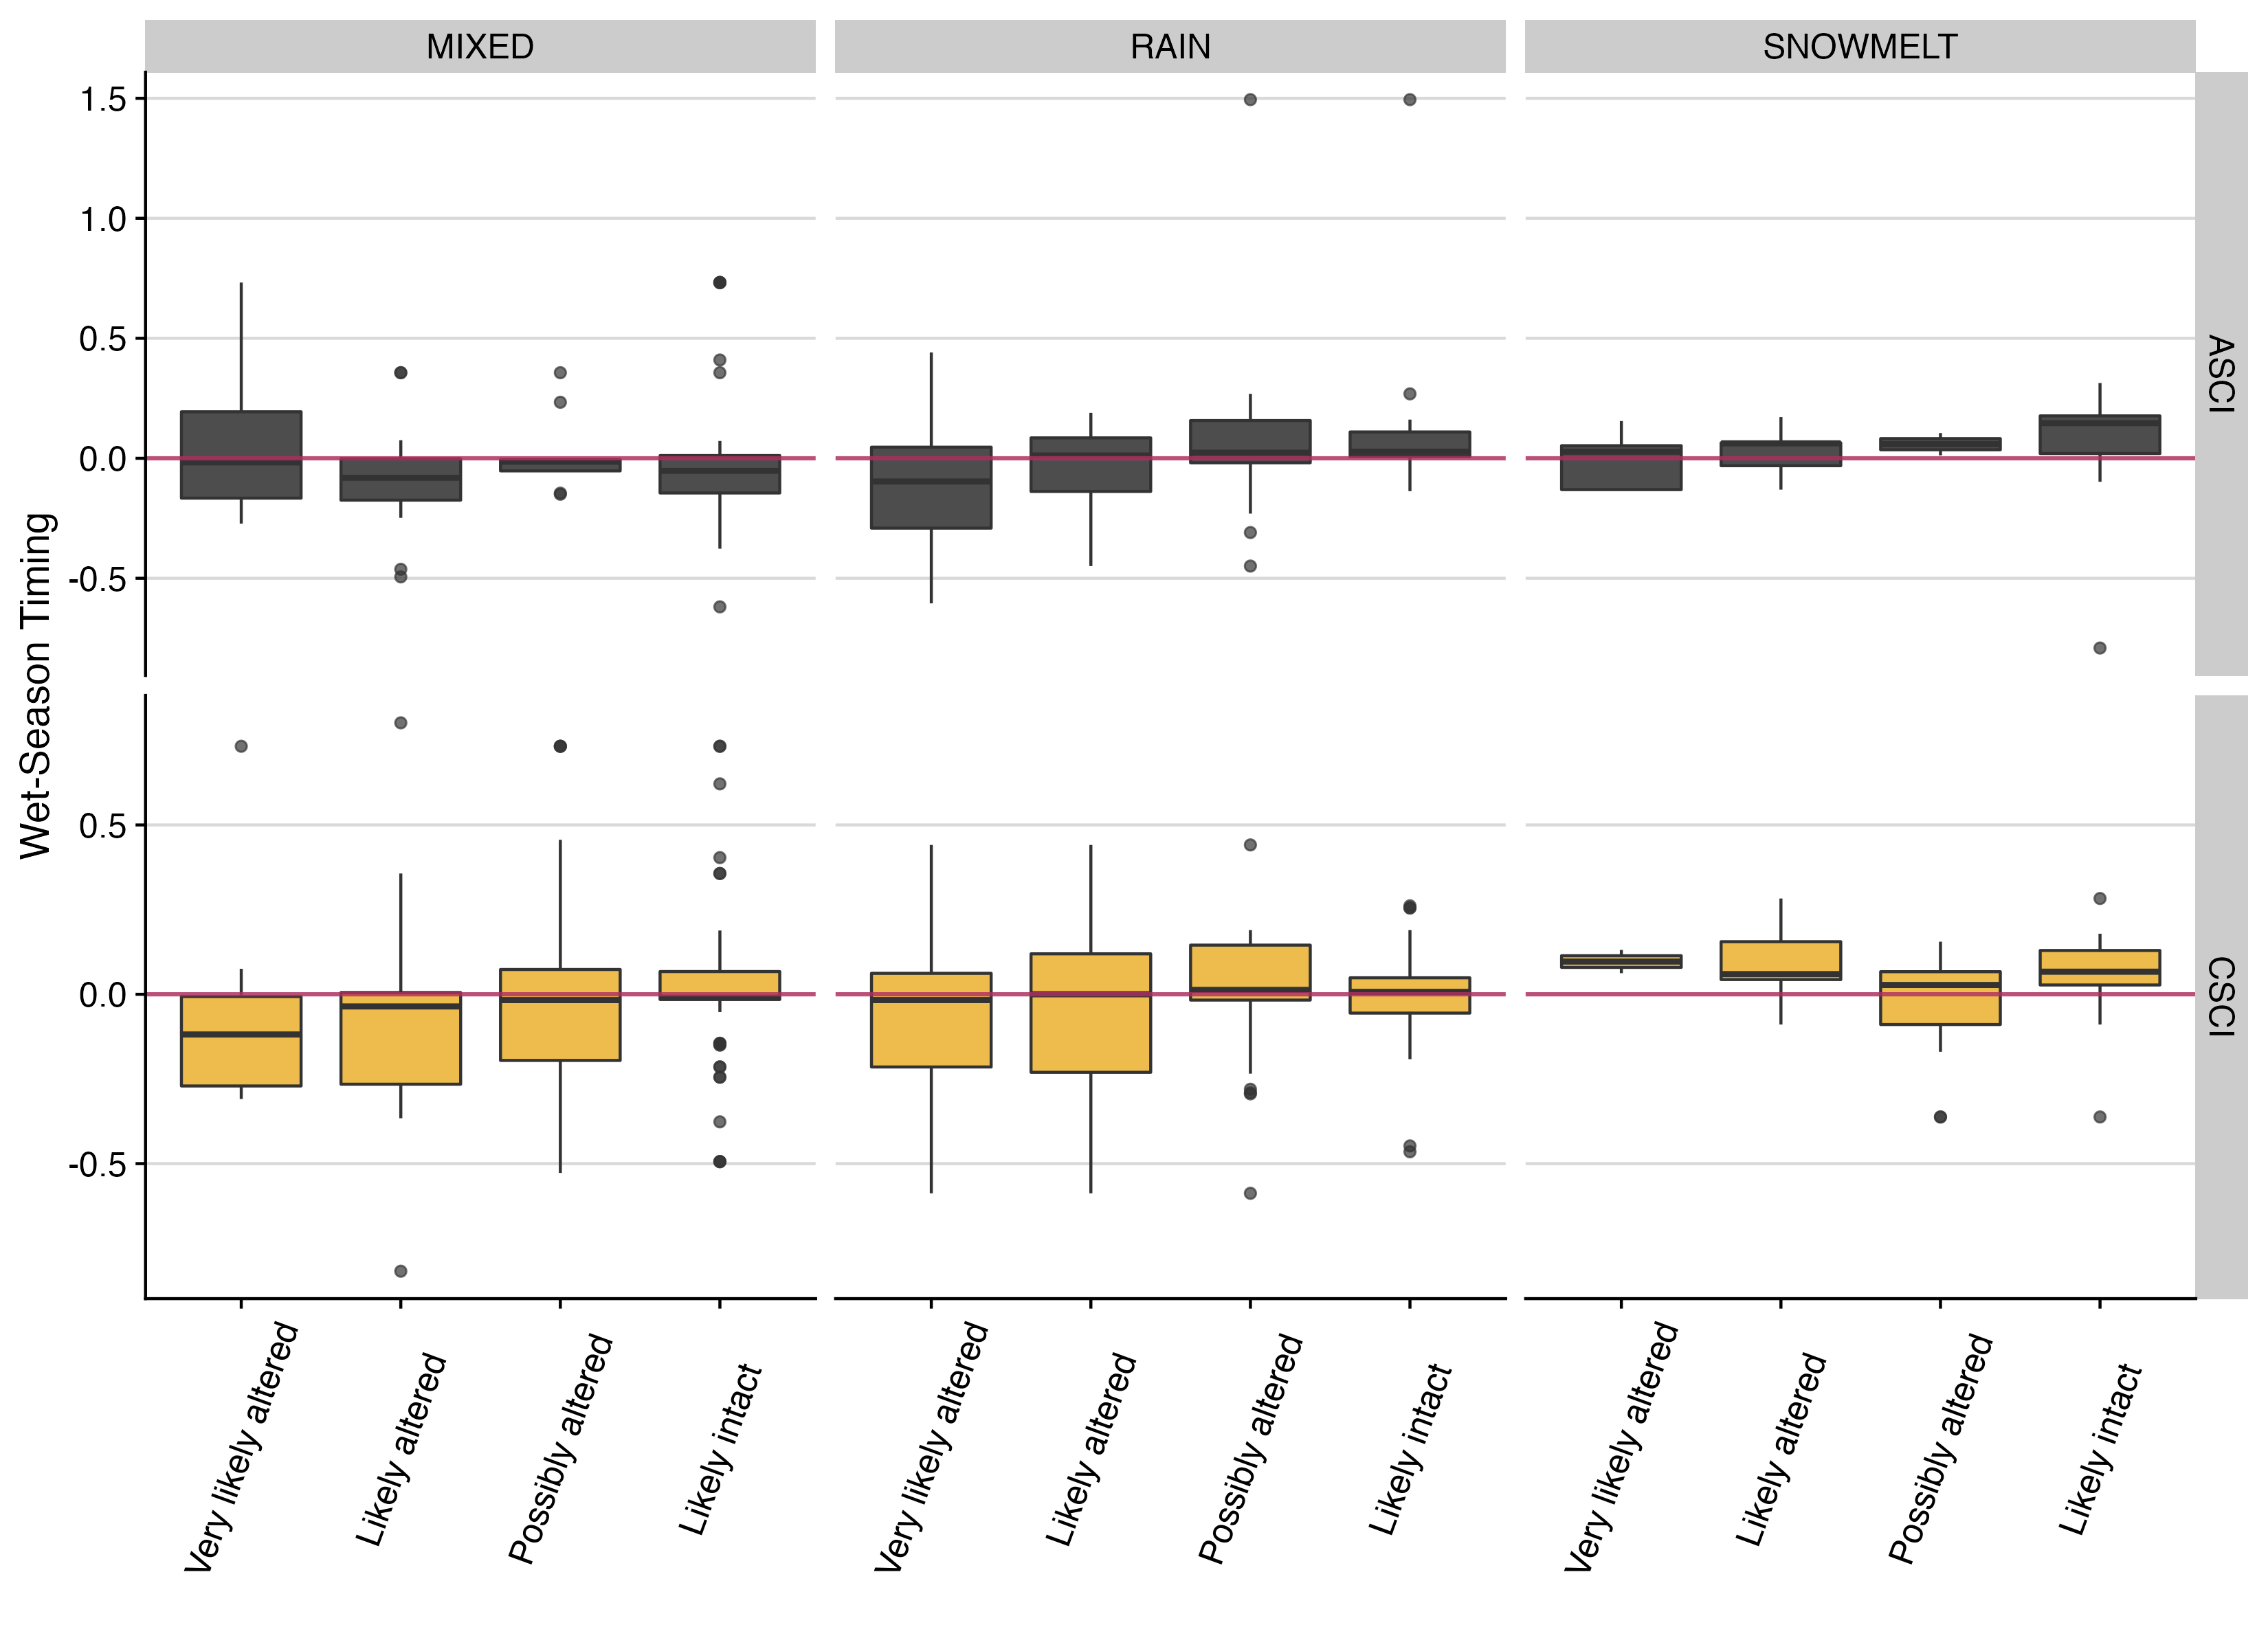 MIXED
RAIN
SNOWMELT
1.5
1.0
0.5
0.0
-0.5
ASCI
Wet-Season Timing
0.5
0.0
-0.5
CSCI
Very likely altered
Likely altered
Possibly altered
Likely intact
Very likely altered
Likely altered
Possibly altered
Likely intact
Very likely altered
Likely altered
Possibly altered
Likely intact